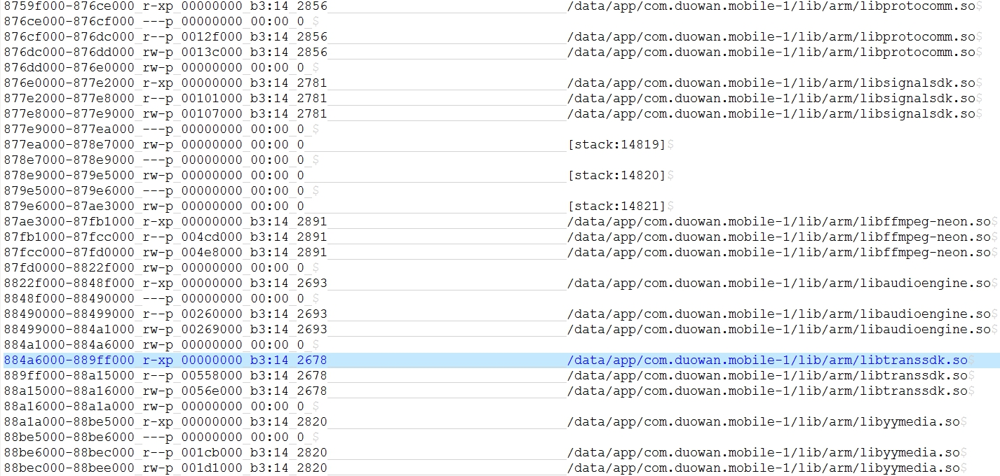 8759f000-876ce000 r-xp 00000000 b3:14 2856 /data/app/com.duowan.mobile-1/lib/arm/libprotocomm.so$
876ce000-876cf000 ---p 00000000 00:00 0 $
876cf000-876dc000 r--p 0012f000 b3:14 2856 /data/app/com.duowan.mobile-1/lib/arm/libprotocomm.so$
876dc000-876dd000 rw-p 0013c000 b3:14 2856 /data/app/com.duowan.mobile-1/lib/arm/libprotocomm.so$
876dd000-876e0000 rw-p 00000000 00:00 0 $
876e0000-877e2000 r-xp 00000000 b3:14 2781 /data/app/com.duowan.mobile-1/lib/arm/libsignalsdk.so$
877e2000-877e8000 r--p 00101000 b3:14 2781 /data/app/com.duowan.mobile-1/lib/arm/libsignalsdk.so$
877e8000-877e9000 rw-p 00107000 b3:14 2781 /data/app/com.duowan.mobile-1/lib/arm/libsignalsdk.so$
877e9000-877ea000 ---p 00000000 00:00 0 $
877ea000-878e7000 rw-p 00000000 00:00 0 [stack:14819]$
878e7000-878e9000 ---p 00000000 00:00 0 $
878e9000-879e5000 rw-p 00000000 00:00 0 [stack:14820]$
879e5000-879e6000 ---p 00000000 00:00 0 $
879e6000-87ae3000 rw-p 00000000 00:00 0 [stack:14821]$
87ae3000-87fb1000 r-xp 00000000 b3:14 2891 /data/app/com.duowan.mobile-1/lib/arm/libffmpeg-neon.so$
87fb1000-87fcc000 r--p 004cd000 b3:14 2891 /data/app/com.duowan.mobile-1/lib/arm/libffmpeg-neon.so$
87fcc000-87fd0000 rw-p 004e8000 b3:14 2891 /data/app/com.duowan.mobile-1/lib/arm/libffmpeg-neon.so$
87fd0000-8822f000 rw-p 00000000 00:00 0 $
8822f000-8848f000 r-xp 00000000 b3:14 2693 /data/app/com.duowan.mobile-1/lib/arm/libaudioengine.so$
8848f000-88490000 ---p 00000000 00:00 0 $
88490000-88499000 r--p 00260000 b3:14 2693 /data/app/com.duowan.mobile-1/lib/arm/libaudioengine.so$
88499000-884a1000 rw-p 00269000 b3:14 2693 /data/app/com.duowan.mobile-1/lib/arm/libaudioengine.so$
884a1000-884a6000 rw-p 00000000 00:00 0 $
884a6000-889ff000 r-xp 00000000 b3:14 2678 /data/app/com.duowan.mobile-1/lib/arm/libtranssdk.so$
889ff000-88a15000 r--p 00558000 b3:14 2678 /data/app/com.duowan.mobile-1/lib/arm/libtranssdk.so$
88a15000-88a16000 rw-p 0056e000 b3:14 2678 /data/app/com.duowan.mobile-1/lib/arm/libtranssdk.so$
88a16000-88a1a000 rw-p 00000000 00:00 0 $
88a1a000-88be5000 r-xp 00000000 b3:14 2820 /data/app/com.duowan.mobile-1/lib/arm/libyymedia.so$
88be5000-88be6000 ---p 00000000 00:00 0 $
88be6000-88bec000 r--p 001cb000 b3:14 2820 /data/app/com.duowan.mobile-1/lib/arm/libyymedia.so$
88bec000-88bee000 rw-p 001d1000 b3:14 2820 /data/app/com.duowan.mobile-1/lib/arm/libyymedia.so$